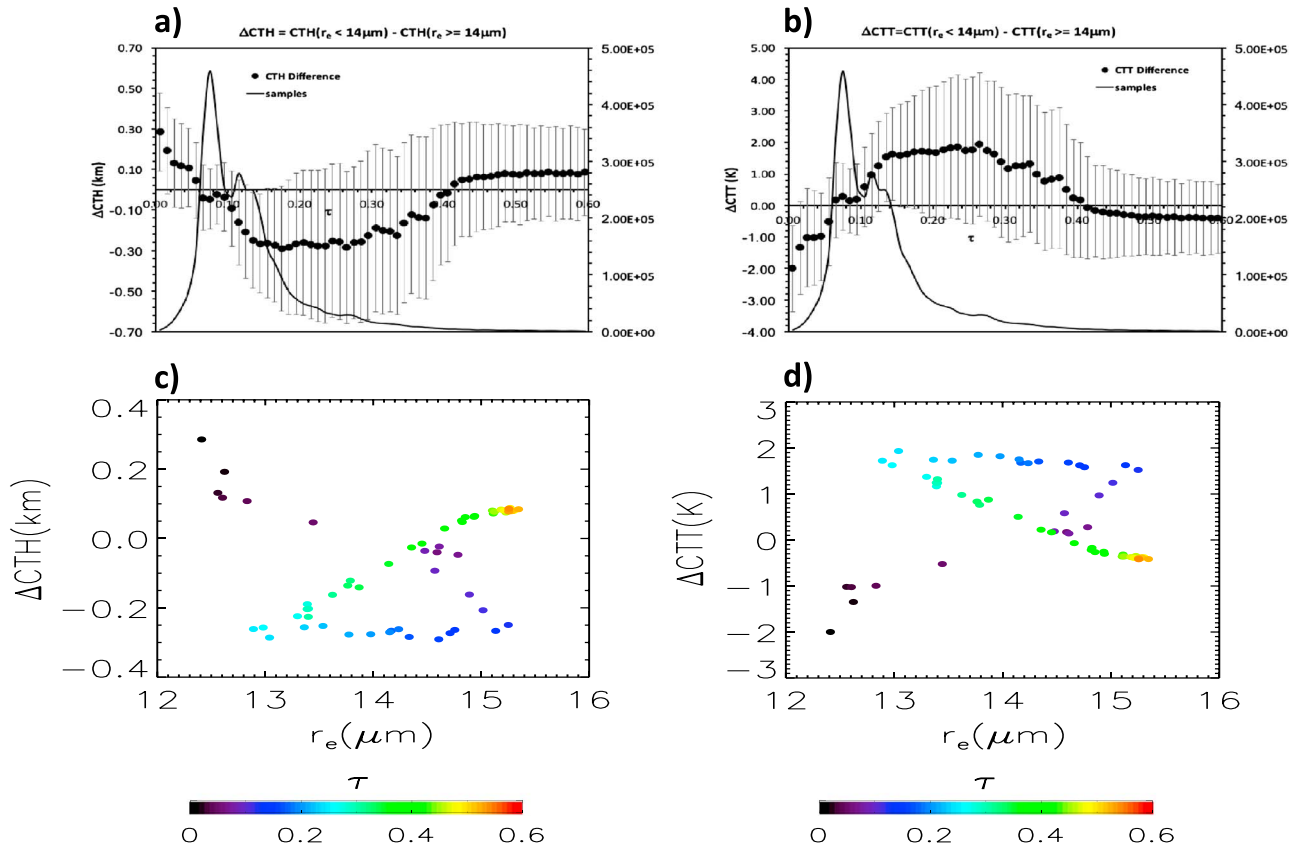 a)
ΔCTH = CTH(re < 14μm) - CTH(re >= 14μm)
0.70
0.50
0.30
0.10
-0.10
-0.30
-0.50
-0.70
ΔCTH (km)
CTH Difference
samples
0.00
0.10
0.20
0.30
0.40
0.50
0.60
τ
5.00E+05
4.00E+05
3.00E+05
2.00E+05
1.00E+05
0.00E+00
b)
ΔCTT=CTT(re < 14μm) - CTT(re >= 14μm)
5.00
4.00
3.00
2.00
1.00
0.00
-1.00
-2.00
-3.00
-4.00
ΔCTT (K)
CTT Difference
samples
0.00
0.10
0.20
0.30
0.40
0.50
0.60
τ
5.00E+05
4.00E+05
3.00E+05
2.00E+05
1.00E+05
0.00E+00
c)
0.4
0.2
0.0
−0.2
−0.4
ΔCTH(km)
12 13 14 15 16
re(μm)
τ
0 0.2 0.4 0.6
d)
3
2
1
0
−1
−2
−3
ΔCTT(K)
12 13 14 15 16
re(μm)
τ
0 0.2 0.4 0.6